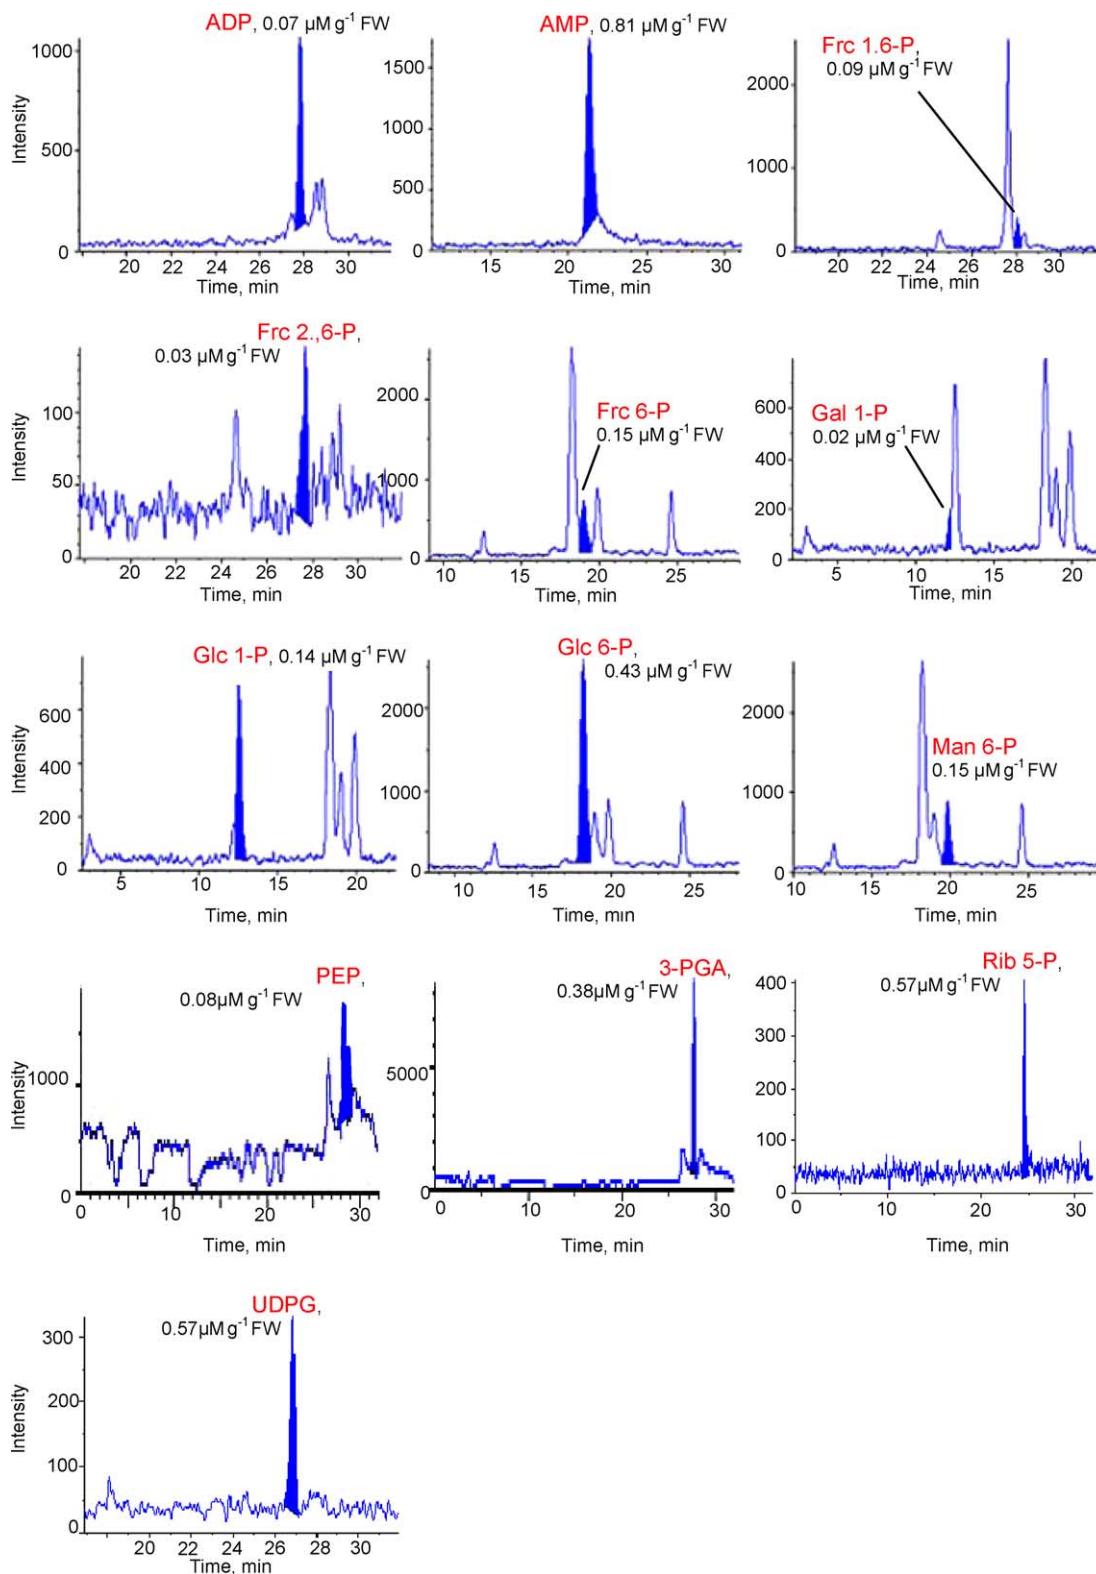 ADP, 0.07 µM g⁻¹ FW
1000
500
0
Intensity
20 22 24 26 28 30
Time, min
AMP, 0.81 µM g⁻¹ FW
1500
1000
500
0
15 20 25 30
Time, min
Frc 1.6-P,
0.09 µM g⁻¹ FW
2000
1000
0
20 22 24 26 28 30
Time, min
Frc 2.,6-P,
0.03 µM g⁻¹ FW
100
50
0
Intensity
20 22 24 26 28 30
Time, min
Frc 6-P
0.15 µM g⁻¹ FW
2000
1000
0
10 15 20 25
Time, min
Gal 1-P
0.02 µM g⁻¹ FW
600
400
200
0
5 10 15 20
Time, min
Glc 1-P, 0.14 µM g⁻¹ FW
600
400
200
0
Intensity
5 10 15 20
Time, min
Glc 6-P,
0.43 µM g⁻¹ FW
2000
1000
0
10 15 20 25
Time, min
Man 6-P
0.15 µM g⁻¹ FW
2000
1000
0
10 15 20 25
Time, min
PEP,
0.08µM g⁻¹ FW
1000
0
Intensity
0 10 20 30
Time, min
3-PGA,
0.38µM g⁻¹ FW
5000
0
0 10 20 30
Time, min
Rib 5-P,
0.57µM g⁻¹ FW
400
300
200
100
0
0 10 20 30
Time, min
UDPG,
0.57µM g⁻¹ FW
300
200
100
0
Intensity
20 22 24 26 28 30
Time, min